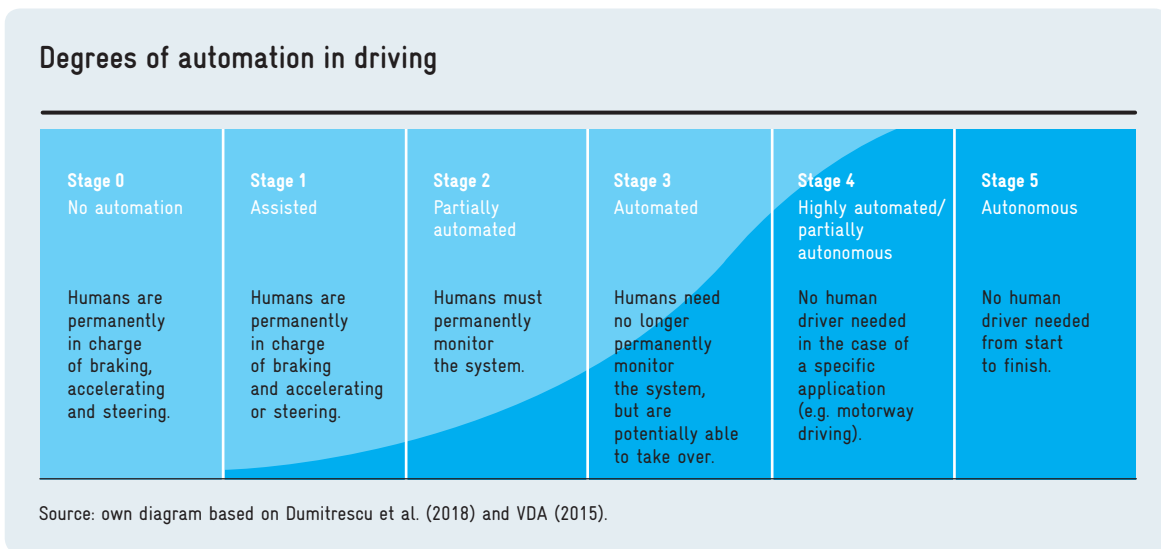 Degrees of automation in driving
Stage 0
No automation
Humans are
permanently
in charge
of braking,
accelerating
and steering.
Stage 1
Assisted
Humans are
permanently
in charge
of braking
and accelerating
or steering.
Stage 2
Partially
automated
Humans must
permanently
monitor
the system.
Stage 3
Automated
Humans need
no longer
permanently
monitor
the system,
but are
potentially able
to take over.
Stage 4
Highly automated/
partially
autonomous
No human
driver needed
in the case of
a specific
application
(e.g. motorway
driving).
Stage 5
Autonomous
No human
driver needed
from start
to finish.
Source: own diagram based on Dumitrescu et al. (2018) and VDA (2015).